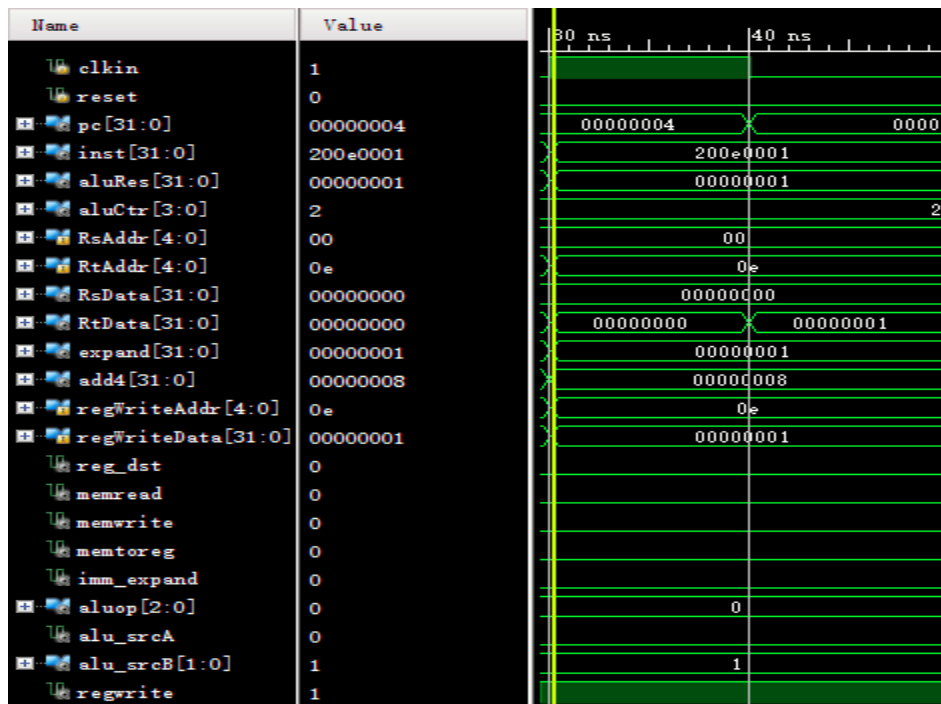 Name Value
30 ns 40 ns
clkin 1
reset 0
pc[31:0] 00000004 00000004 0000
inst[31:0] 200e0001 200e0001
aluRes[31:0] 00000001 00000001
aluCtr[3:0] 2 2
RsAddr[4:0] 00 00
RtAddr[4:0] 0e 0e
RsData[31:0] 00000000 00000000
RtData[31:0] 00000000 00000000 00000001
expand[31:0] 00000001 00000001
add4[31:0] 00000008 00000008
regWriteAddr[4:0] 0e 0e
regWriteData[31:0] 00000001 00000001
reg_dst 0
memread 0
memwrite 0
memtoreg 0
imm_expand 0
aluop[2:0] 0 0
alu_srcA 0
alu_srcB[1:0] 1 1
regwrite 1